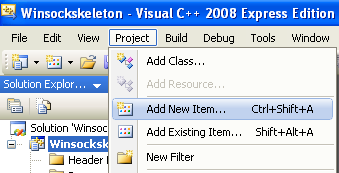 Winsockskeleton - Visual C++ 2008 Express Edition
File Edit View Project Build Debug Tools Window
Add Class...
Solution Explor...
Add Resource...
Add New Item... Ctrl+Shift+A
Solution 'Winsoc
Add Existing Item... Shift+Alt+A
Winsocksk
Header
New Filter